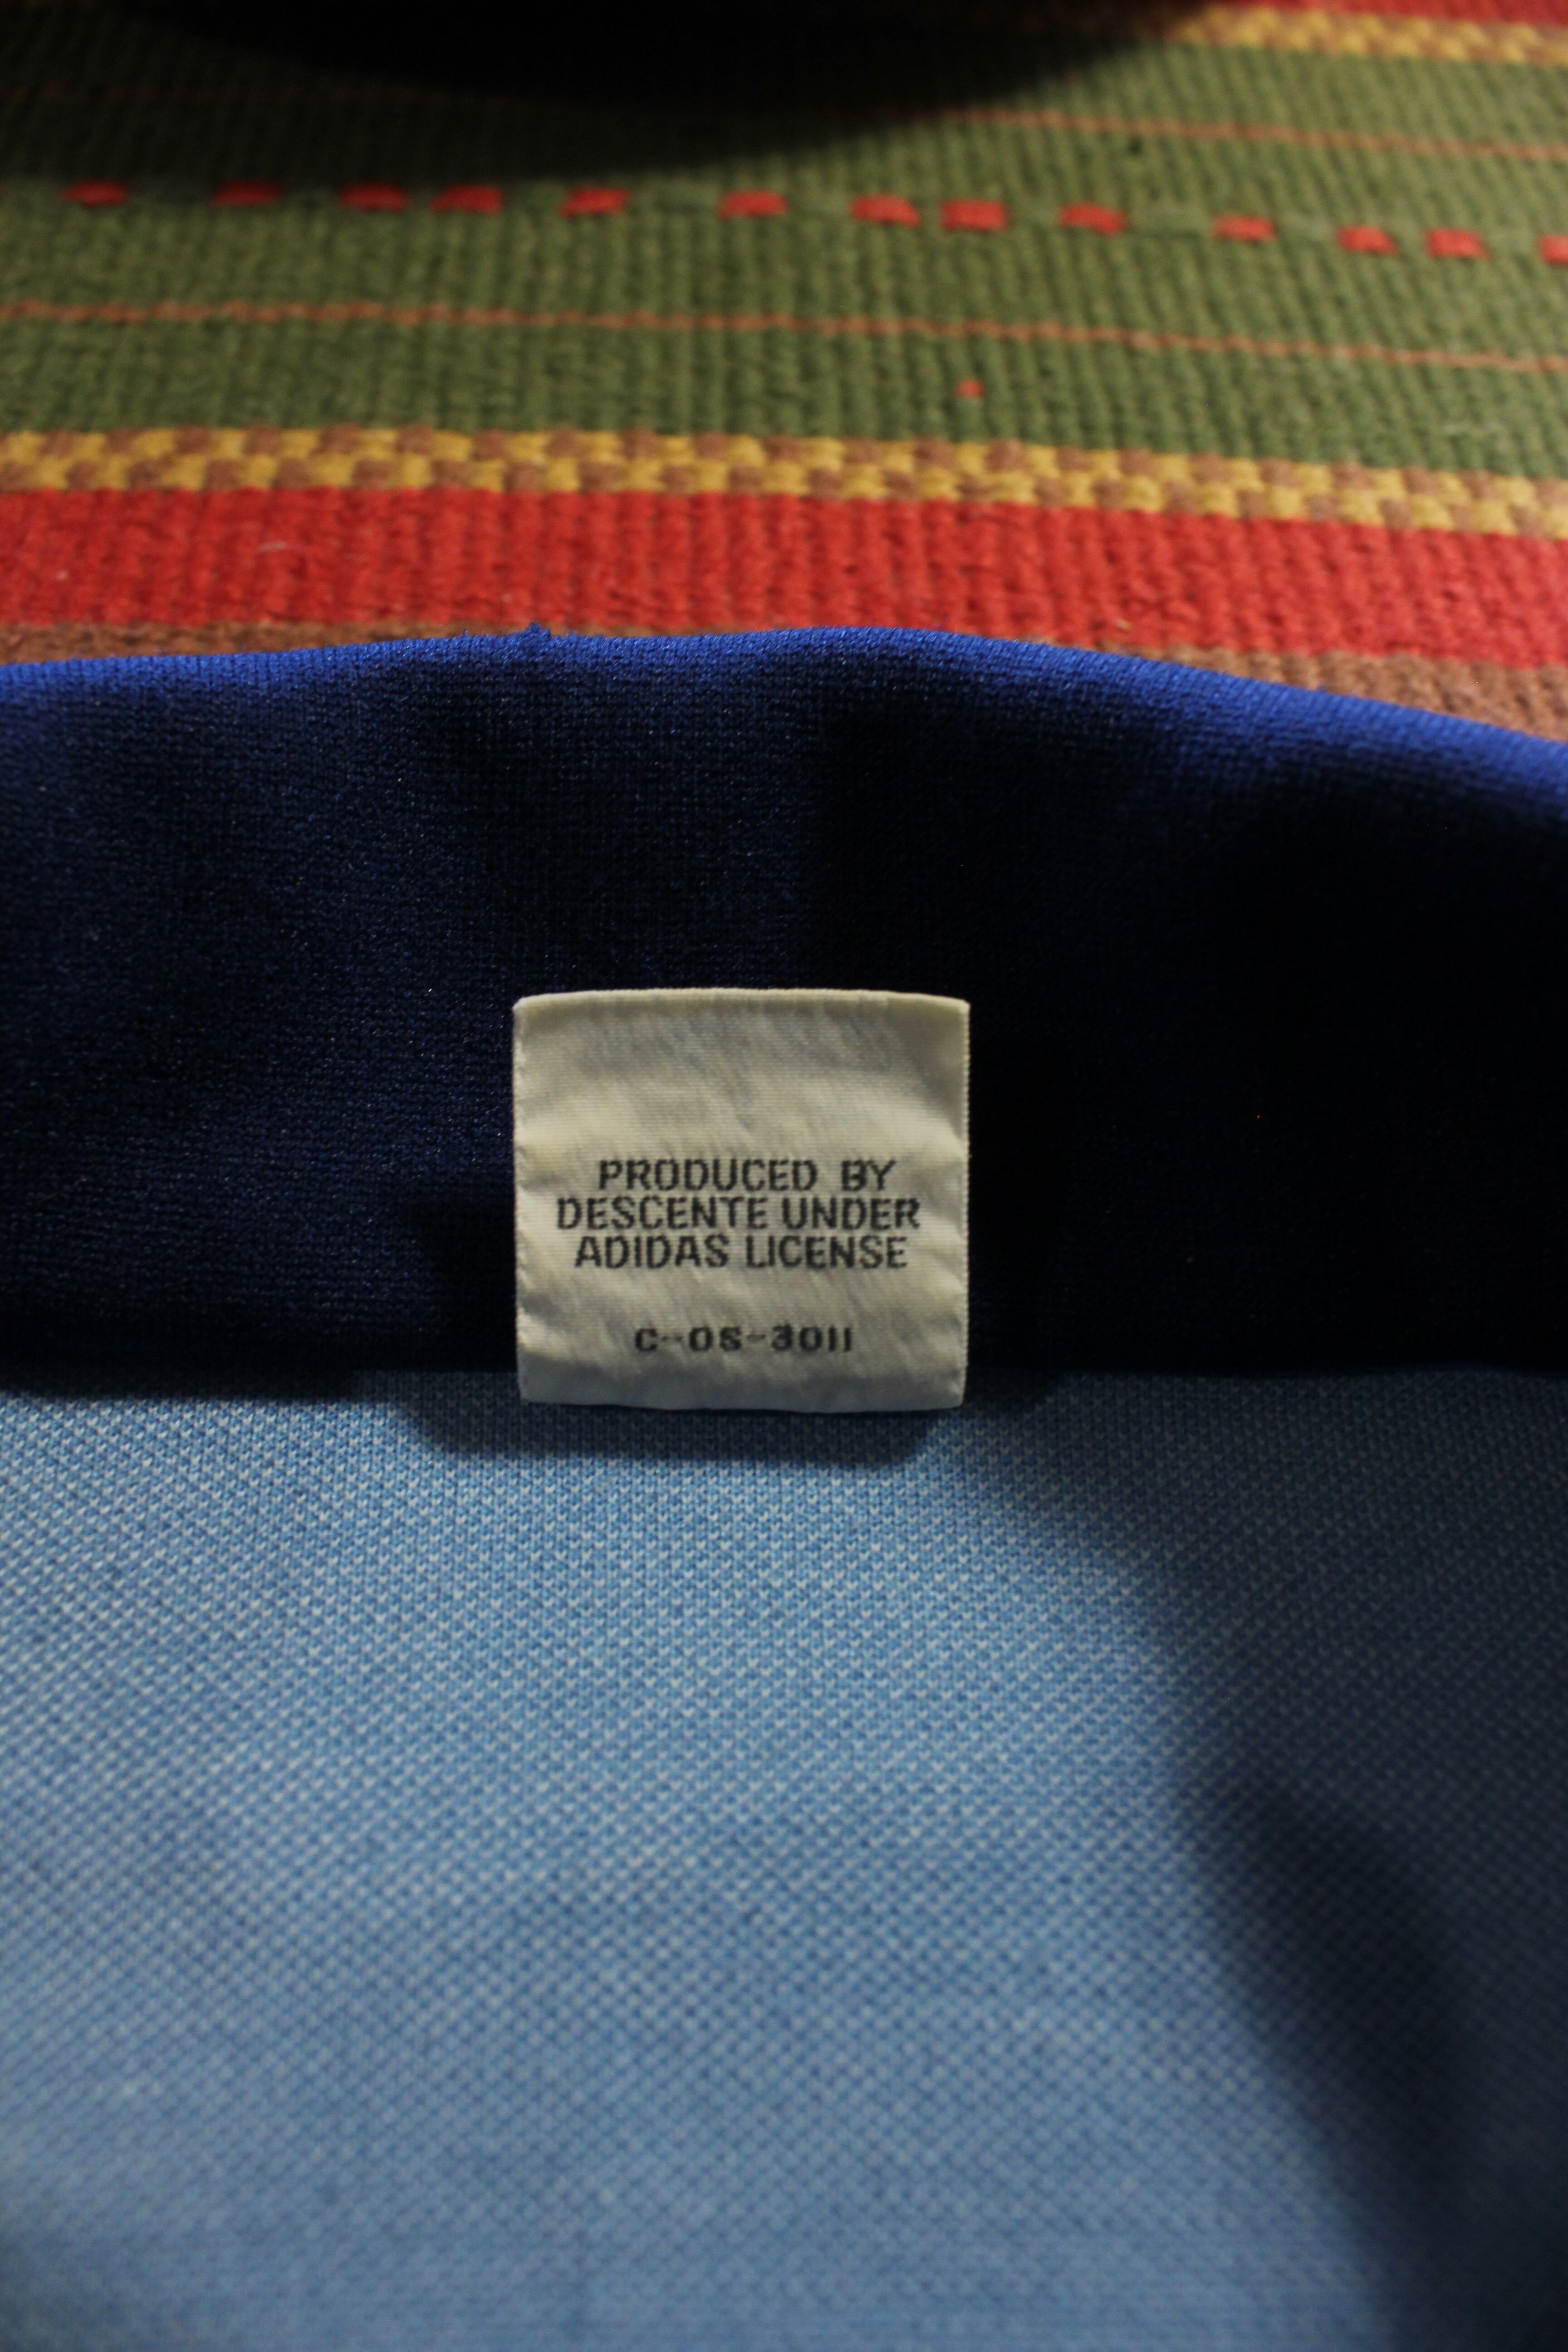 PRODUCED BY
DESCENTE UNDER
ADIDAS LICENSE
C-OS-3011